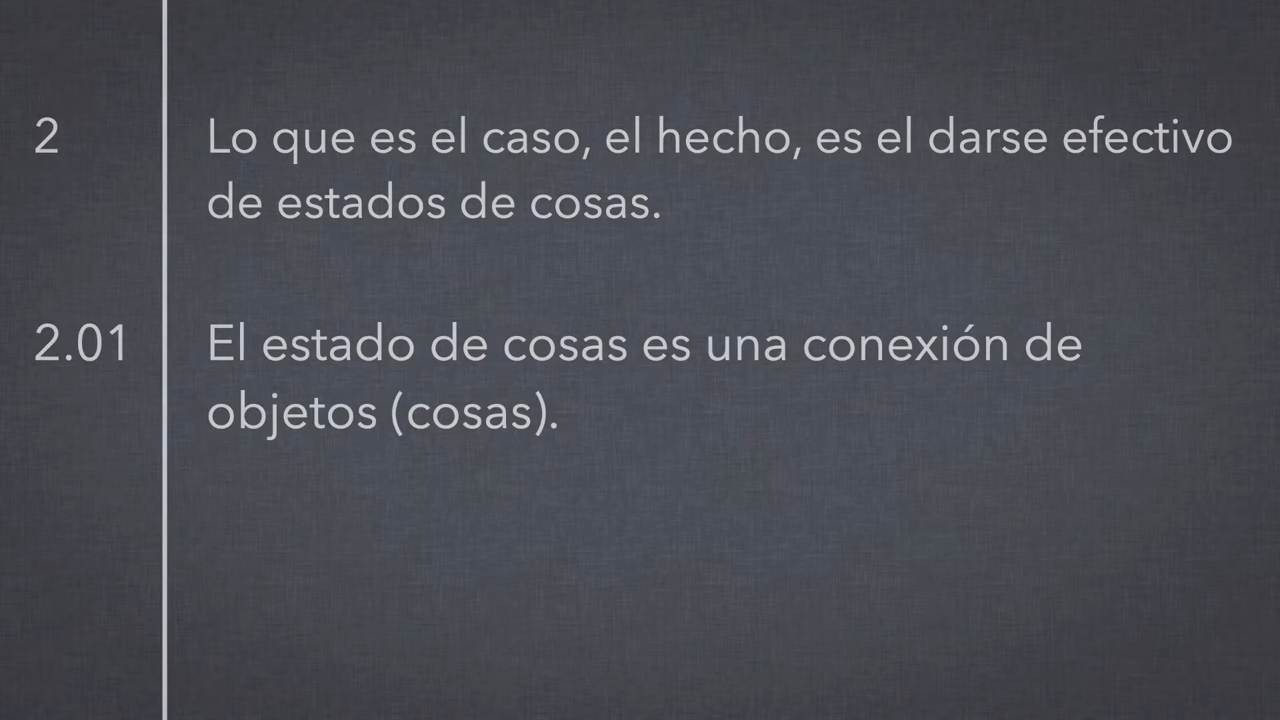 2 Lo que es el caso, el hecho, es el darse efectivo
de estados de cosas.
2.01 El estado de cosas es una conexión de
objetos (cosas).